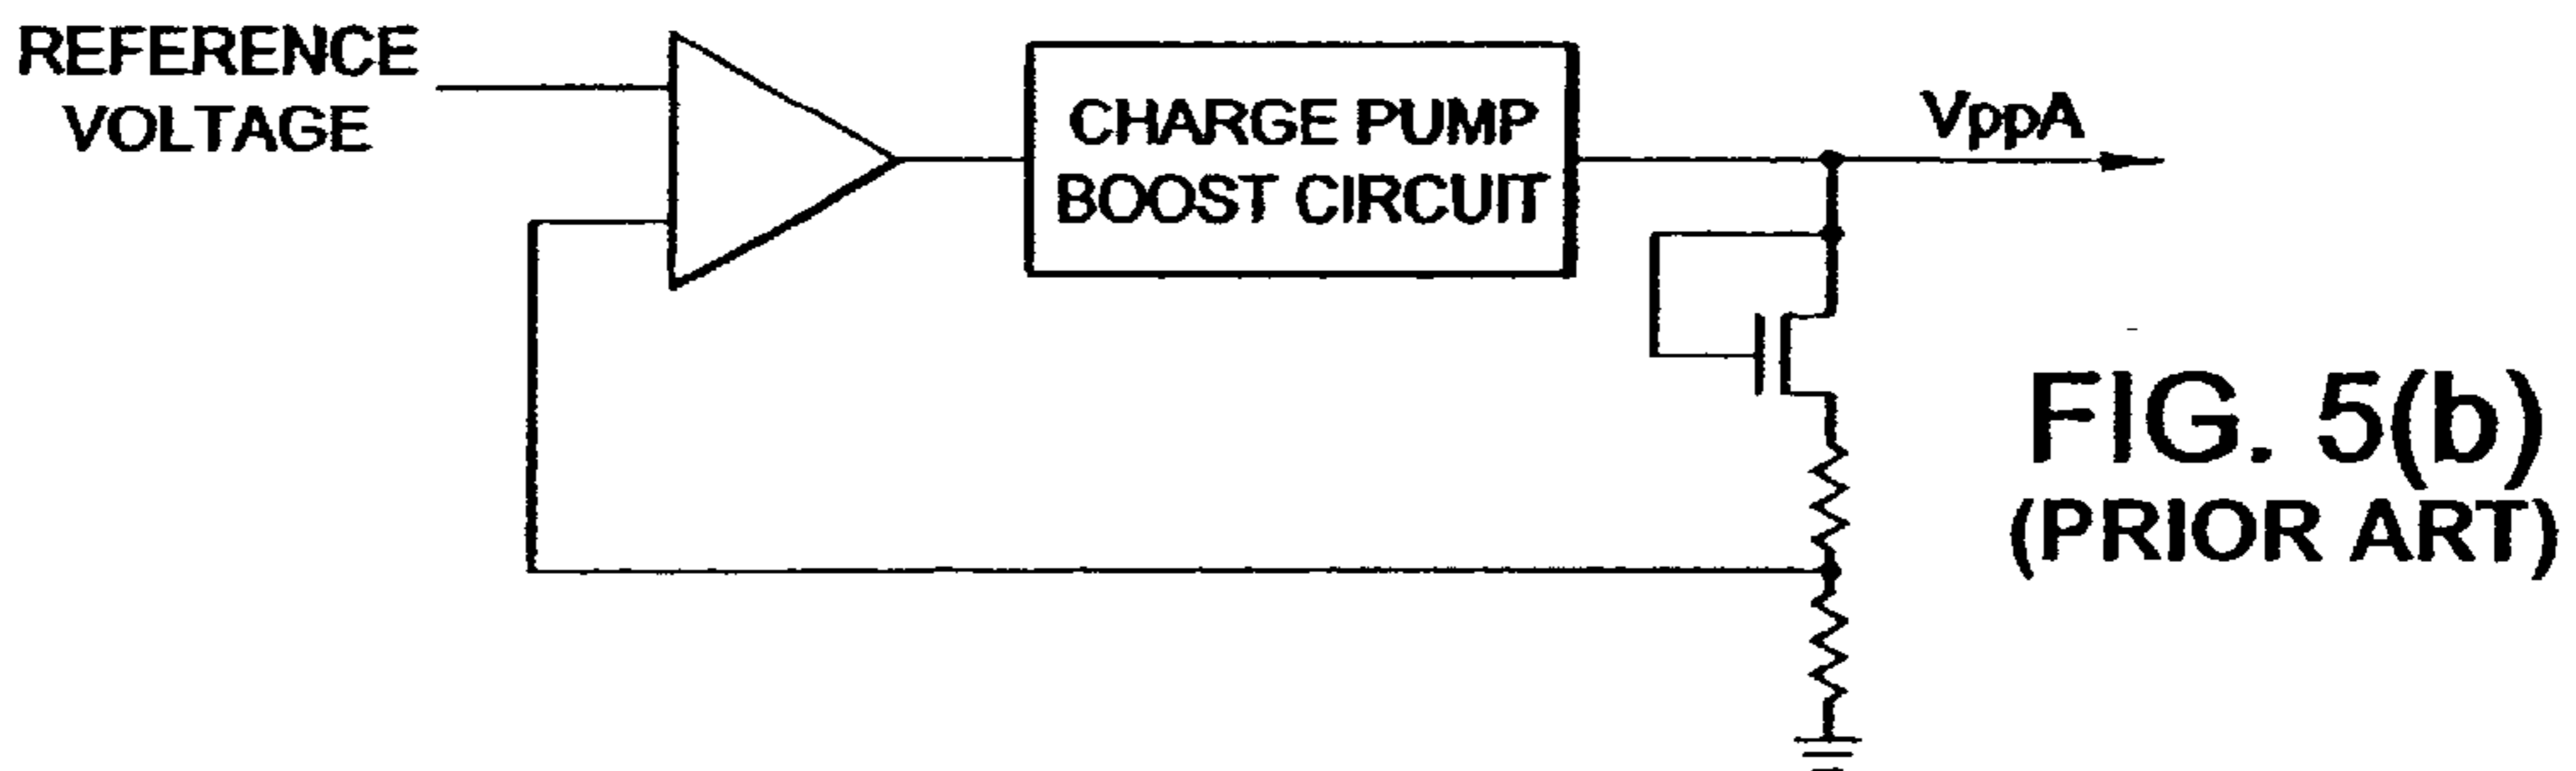 REFERENCE
VOLTAGE
CHARGE PUMP
BOOST CIRCUIT
VppA
FIG. 5(b)
(PRIOR ART)